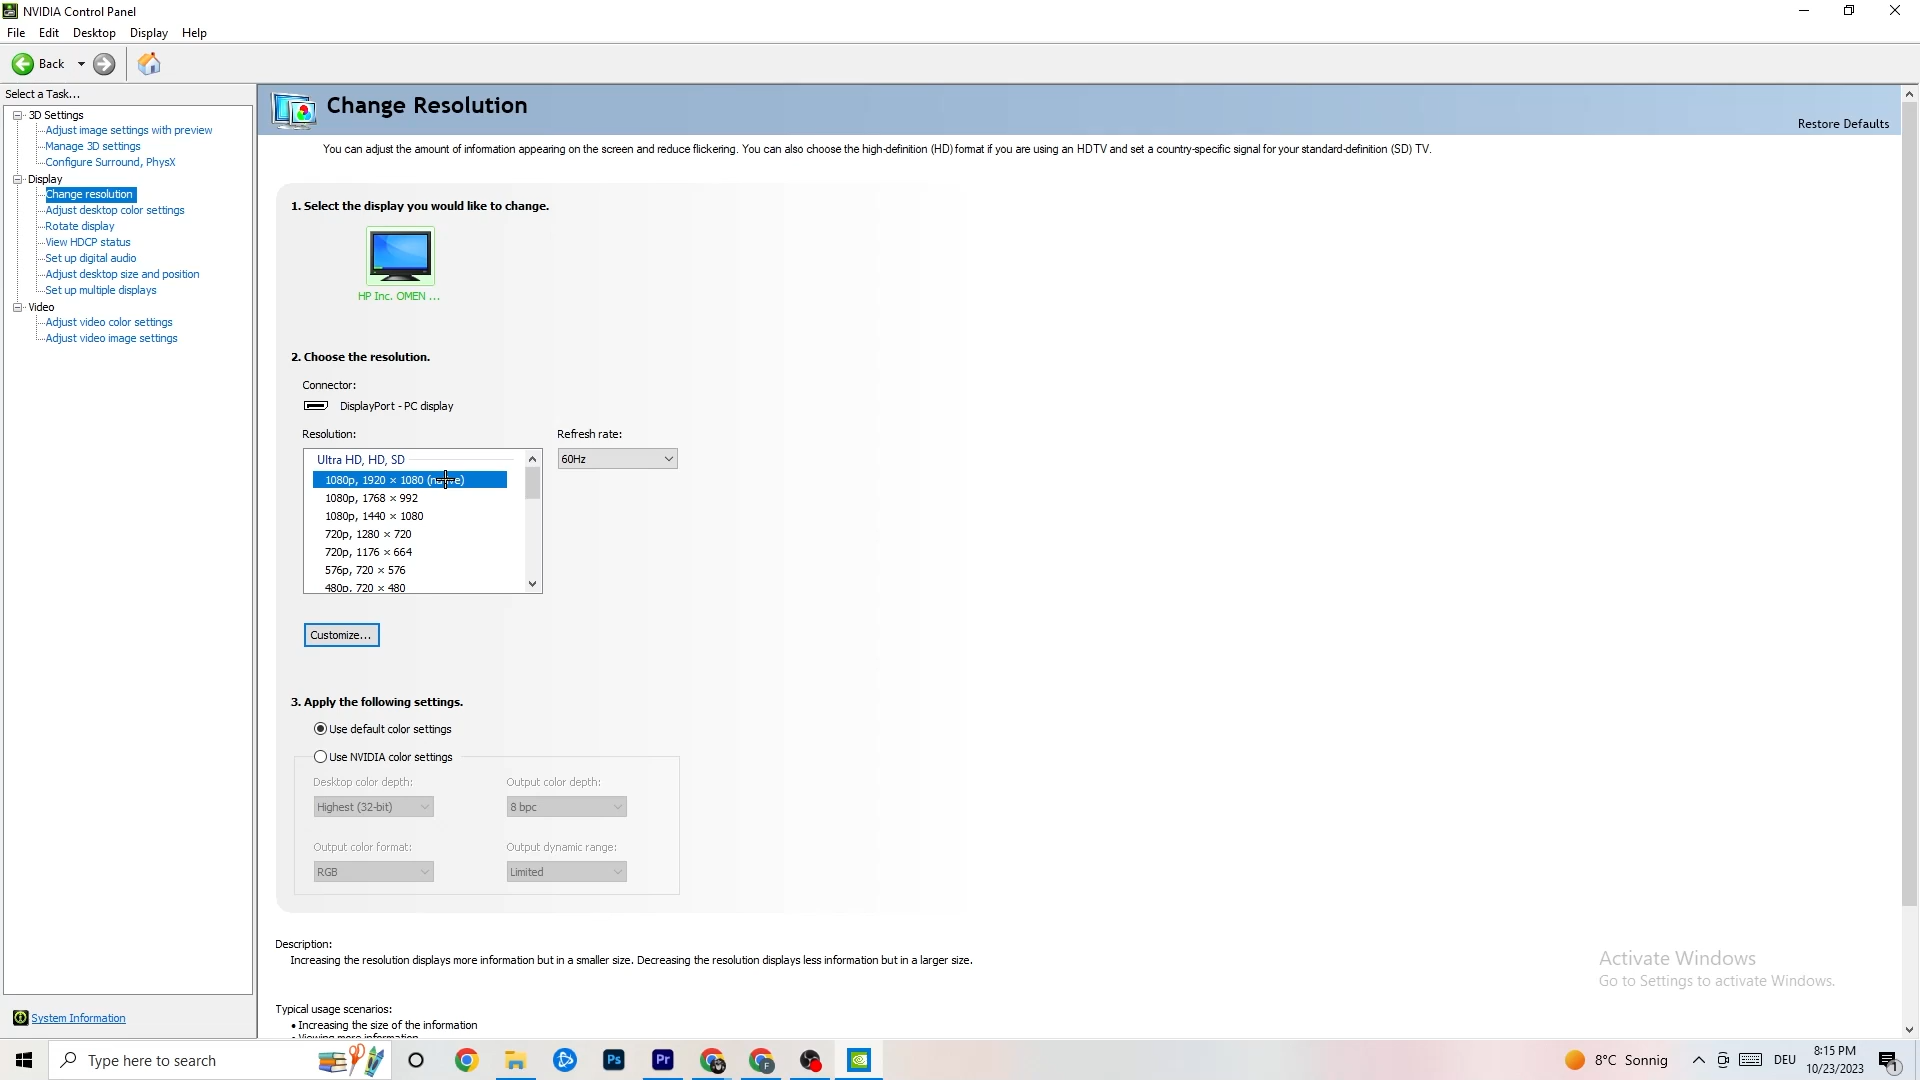 NVIDIA Control Panel
File Edit Desktop Display Help
Back
Select a Task...
3D Settings
Adjust image settings with preview
Manage 3D settings
Configure Surround, PhysX
Display
Change resolution
Adjust desktop color settings
Rotate display
View HDCP status
Set up digital audio
Adjust desktop size and position
Set up multiple displays
Video
Adjust video color settings
Adjust video image settings
System Information
Change Resolution
Restore Defaults
You can adjust the amount of information appearing on the screen and reduce flickering. You can also choose the high-definition (HD) format if you are using an HDTV and set a country-specific signal for your standard-definition (SD) TV.
1. Select the display you would like to change.
HP Inc. OMEN ...
2. Choose the resolution.
Connector:
DisplayPort - PC display
Resolution:
Refresh rate:
Ultra HD, HD, SD
60Hz
1080p, 1920 × 1080
1080p, 1768 × 992
1080p, 1440 × 1080
720p, 1280 × 720
720p, 1176 × 664
576p, 720 × 576
480p, 720 × 480
Customize...
3. Apply the following settings.
Use default color settings
Use NVIDIA color settings
Desktop color depth:
Output color depth:
Highest (32-bit)
8 bpc
Output color format:
Output dynamic range:
RGB
Limited
Description:
Increasing the resolution displays more information but in a smaller size. Decreasing the resolution displays less information but in a larger size.
Typical usage scenarios:
• Increasing the size of the information
• Viewing more information
Activate Windows
Go to Settings to activate Windows.
Type here to search
Ps
Pr
F
8°C Sonnig
DEU
8:15 PM
10/23/2023
1